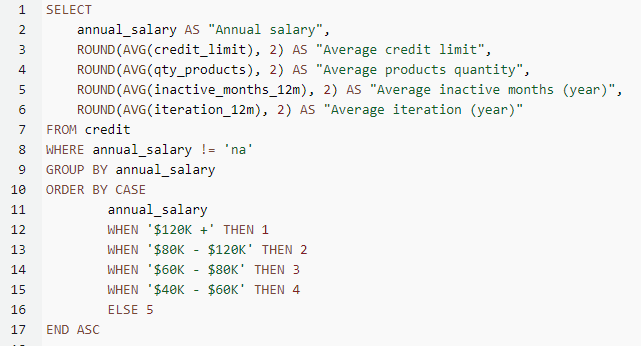 1 SELECT
2 annual_salary AS "Annual salary",
3 ROUND(AVG(credit_limit), 2) AS "Average credit limit",
4 ROUND(AVG(qty_products), 2) AS "Average products quantity",
5 ROUND(AVG(inactive_months_12m), 2) AS "Average inactive months (year)",
6 ROUND(AVG(iteration_12m), 2) AS "Average iteration (year)"
7 FROM credit
8 WHERE annual_salary != 'na'
9 GROUP BY annual_salary
10 ORDER BY CASE
11 annual_salary
12 WHEN '$120K +' THEN 1
13 WHEN '$80K - $120K' THEN 2
14 WHEN '$60K - $80K' THEN 3
15 WHEN '$40K - $60K' THEN 4
16 ELSE 5
17 END ASC